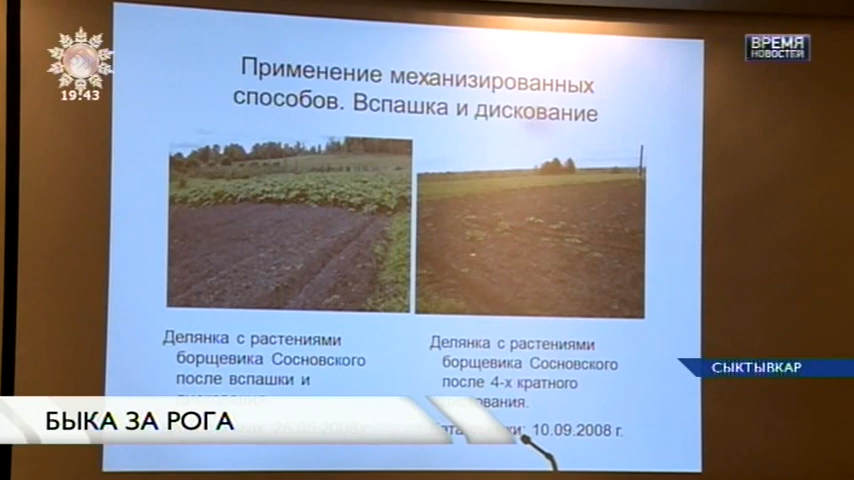 19:43
ВРЕМЯ
НОВОСТЕЙ
Применение механизированных
способов. Вспашка и дискование
Делянка с растениями
борщевика Сосновского
после вспашки и
Делянка с растениями
борщевика Сосновского
после 4-х кратного
10.09.2008 г.
СЫКТЫВКАР
БЫКА ЗА РОГА